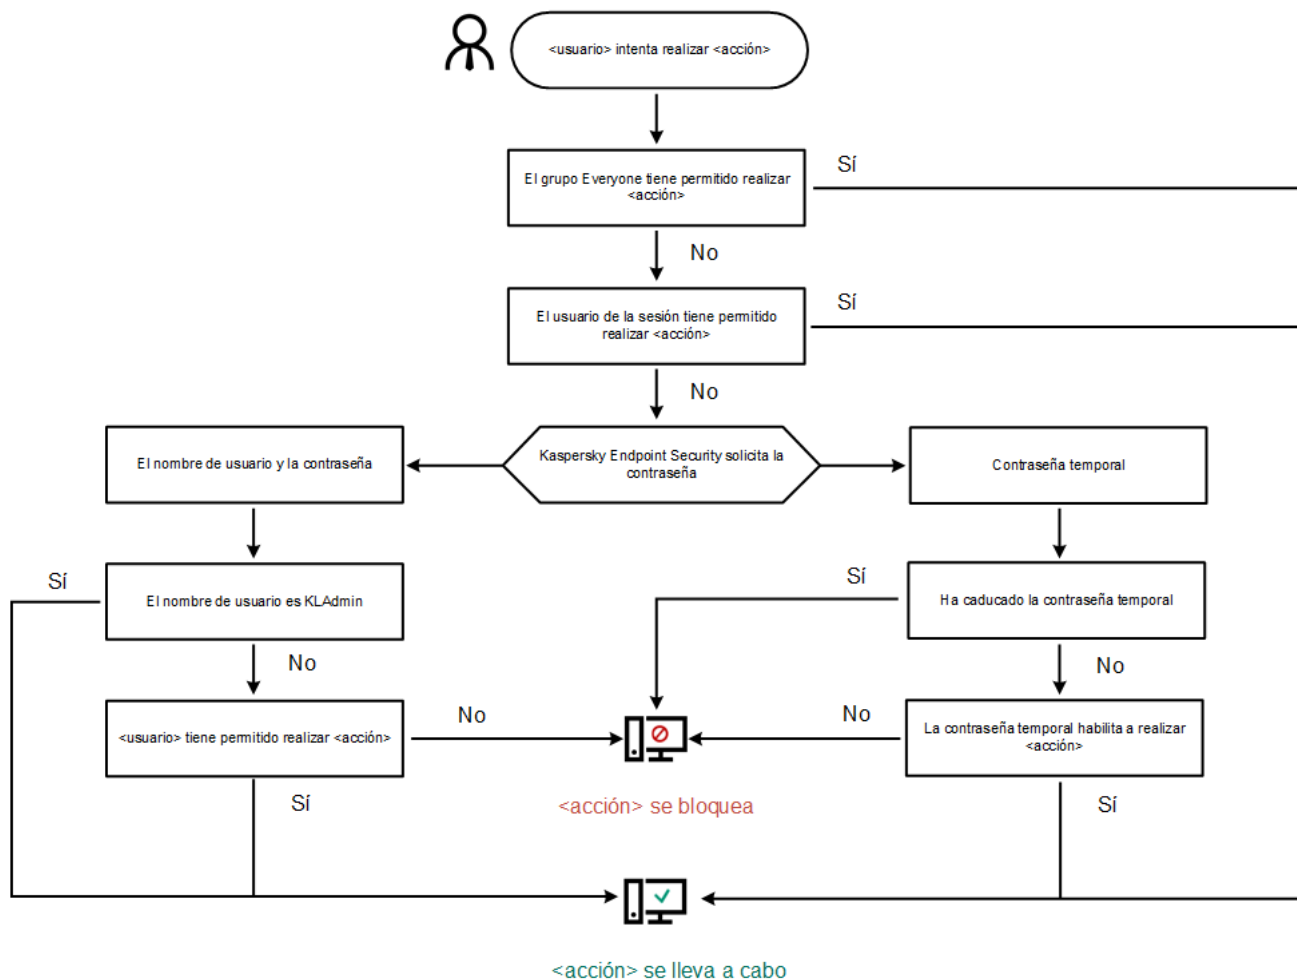 <usuario> intenta realizar <acción>
El grupo Everyone tiene permitido realizar
<acción>
Sí
No
El usuario de la sesión tiene permitido
realizar <acción>
Sí
No
El nombre de usuario y la contraseña
Kaspersky Endpoint Security solicita la
contraseña
Contraseña temporal
Sí
El nombre de usuario es KLAdmin
No
Sí
Ha caducado la contraseña temporal
No
<usuario> tiene permitido realizar <acción>
No
Sí
No
La contraseña temporal habilita a realizar
<acción>
Sí
<acción> se bloquea
<acción> se lleva a cabo